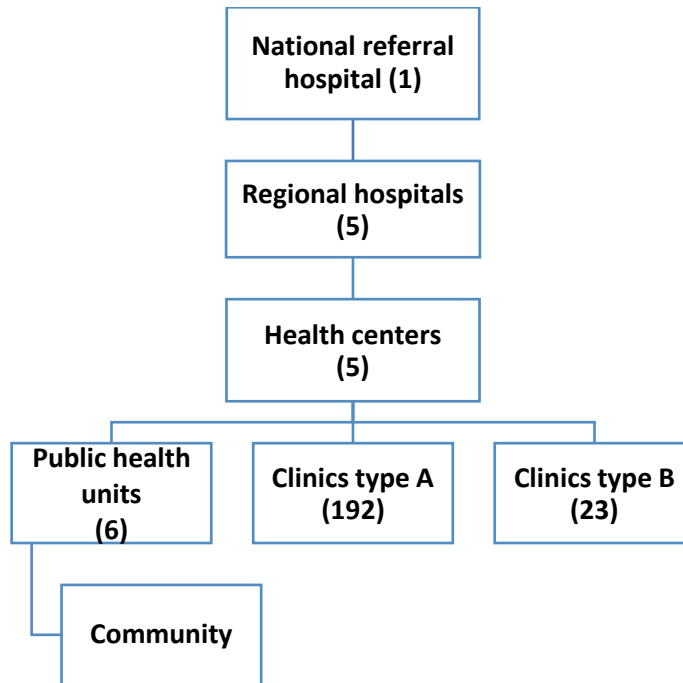 National referral
hospital (1)
Regional hospitals
(5)
Health centers
(5)
Public health
units
(6)
Clinics type A
(192)
Clinics type B
(23)
Community